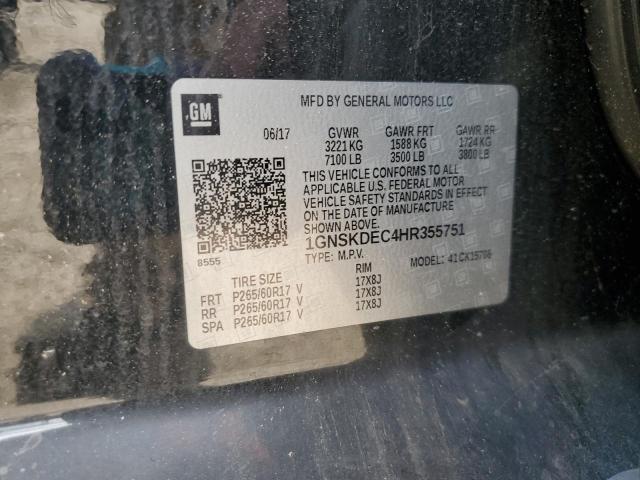 GM
MFD BY GENERAL MOTORS LLC
06/17 GVWR GAWR FRT GAWR RR
3221 KG 1588 KG 1724 KG
7100 LB 3500 LB 3800 LB
THIS VEHICLE CONFORMS TO ALL
APPLICABLE U.S. FEDERAL MOTOR
VEHICLE SAFETY STANDARDS IN EFFECT
ON THE DATE OF MANUFACTURE
SHOWN ABOVE.
1GNSKDEC4HR355751
8555
TYPE: M.P.V. MODEL: 41CK15706
TIRE SIZE RIM
FRT P265/60R17 V 17X8J
RR P265/60R17 V 17X8J
SPA P265/60R17 V 17X8J